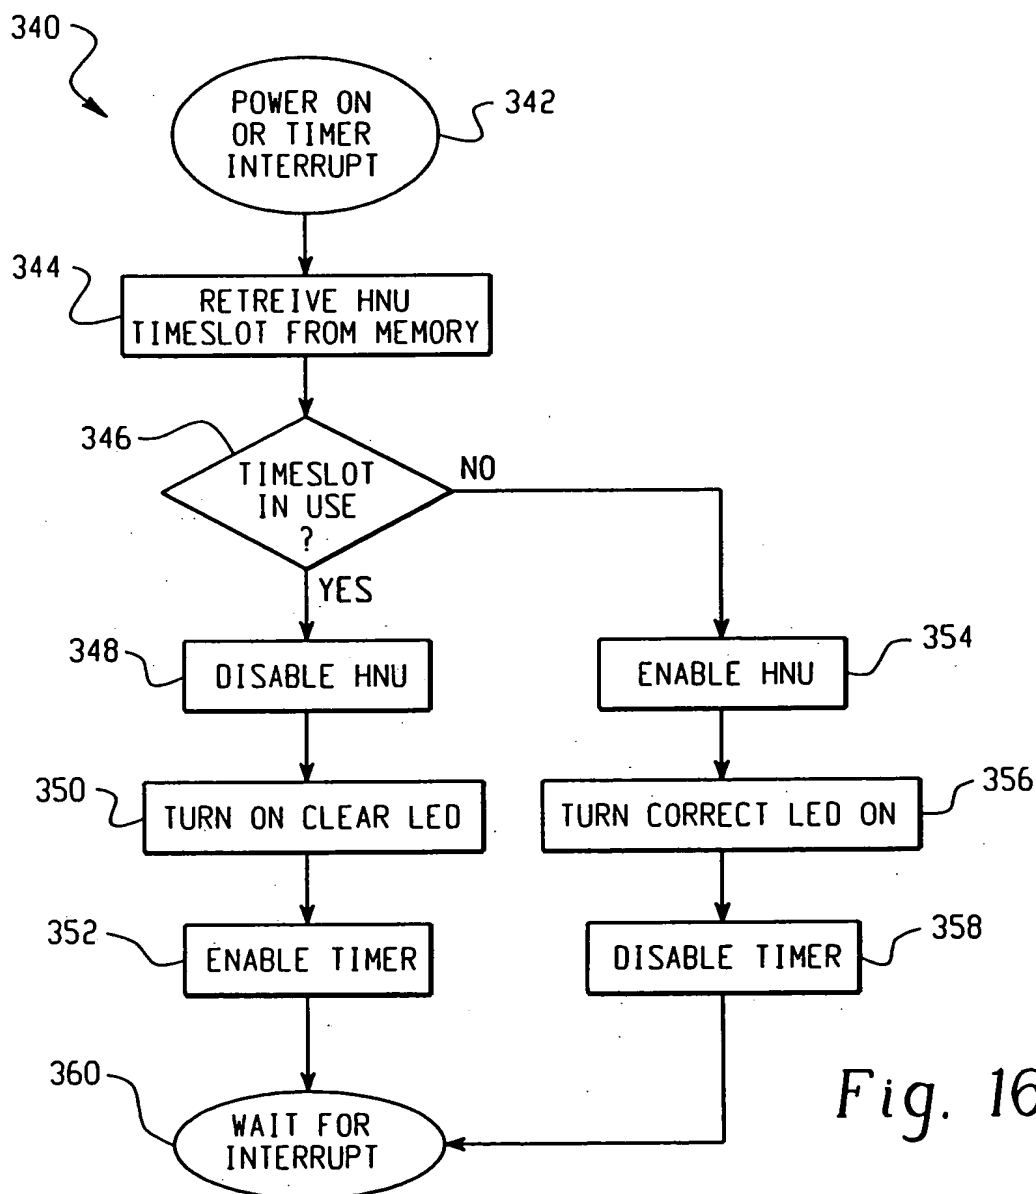 340
POWER ON
OR TIMER
INTERRUPT
342
344
RETREIVE HNU
TIMESLOT FROM MEMORY
346
TIMESLOT
IN USE
?
NO
YES
348
DISABLE HNU
ENABLE HNU
354
350
TURN ON CLEAR LED
TURN CORRECT LED ON
356
352
ENABLE TIMER
DISABLE TIMER
358
360
WAIT FOR
INTERRUPT
Fig. 16